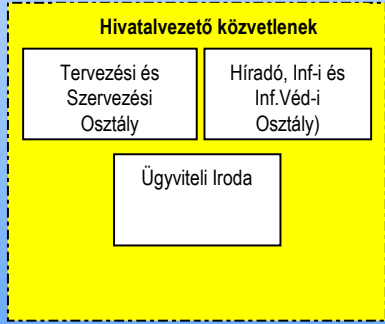 Hivatalvezető közvetlenek
Tervezési és
Szervezési
Osztály
Híradó, Inf-i és
Inf.Véd-i
Osztály)
Ügyviteli Iroda